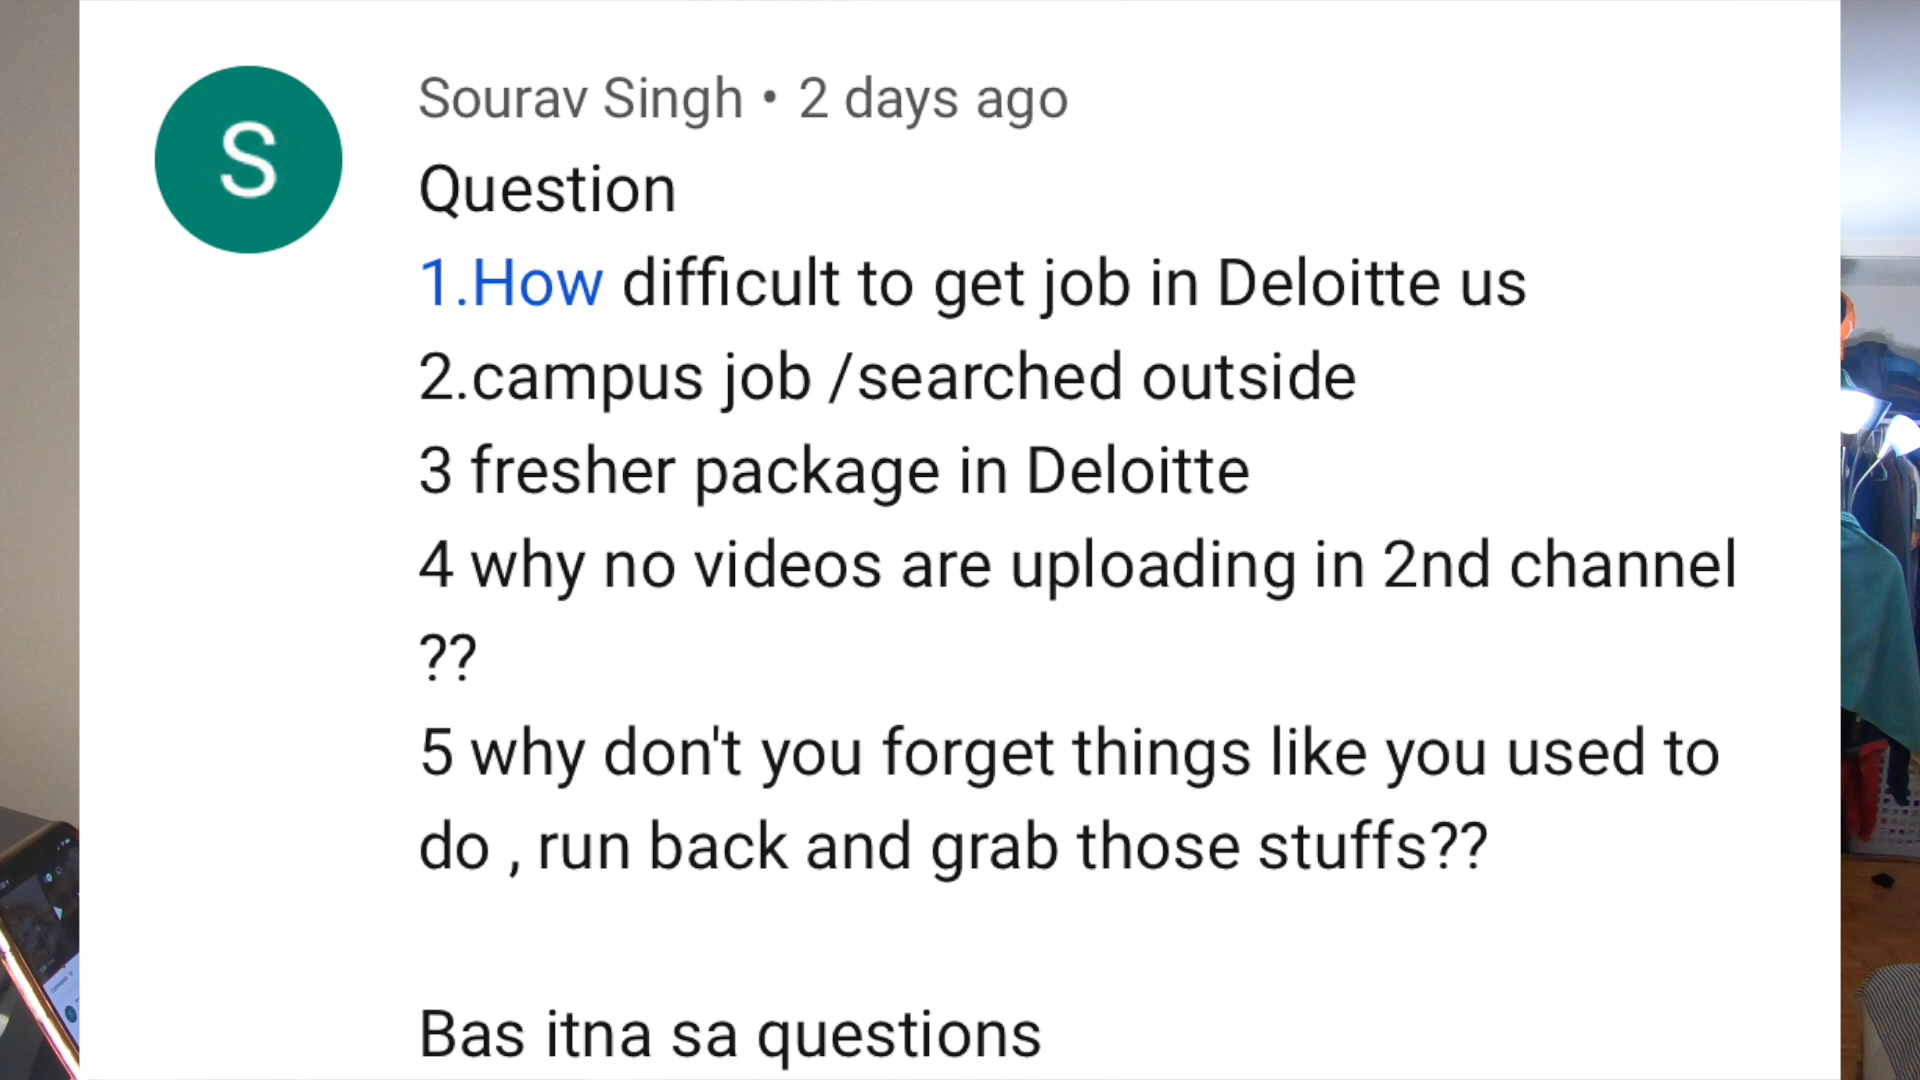 S
Sourav Singh • 2 days ago
Question
1.How difficult to get job in Deloitte us
2.campus job /searched outside
3 fresher package in Deloitte
4 why no videos are uploading in 2nd channel
??
5 why don't you forget things like you used to
do , run back and grab those stuffs??
Bas itna sa questions